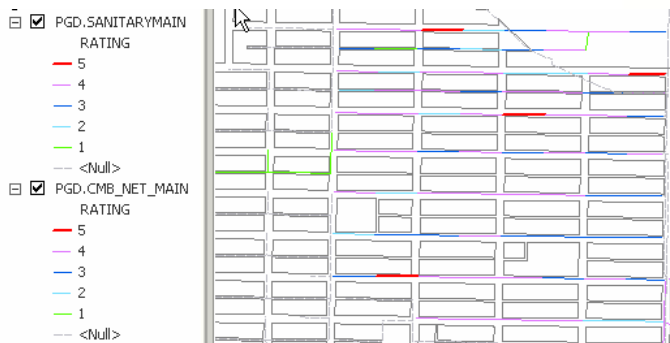 PGD.SANITARYMAIN
RATING
5
4
3
2
1
<Null>
PGD.CMB_NET_MAIN
RATING
5
4
3
2
1
<Null>